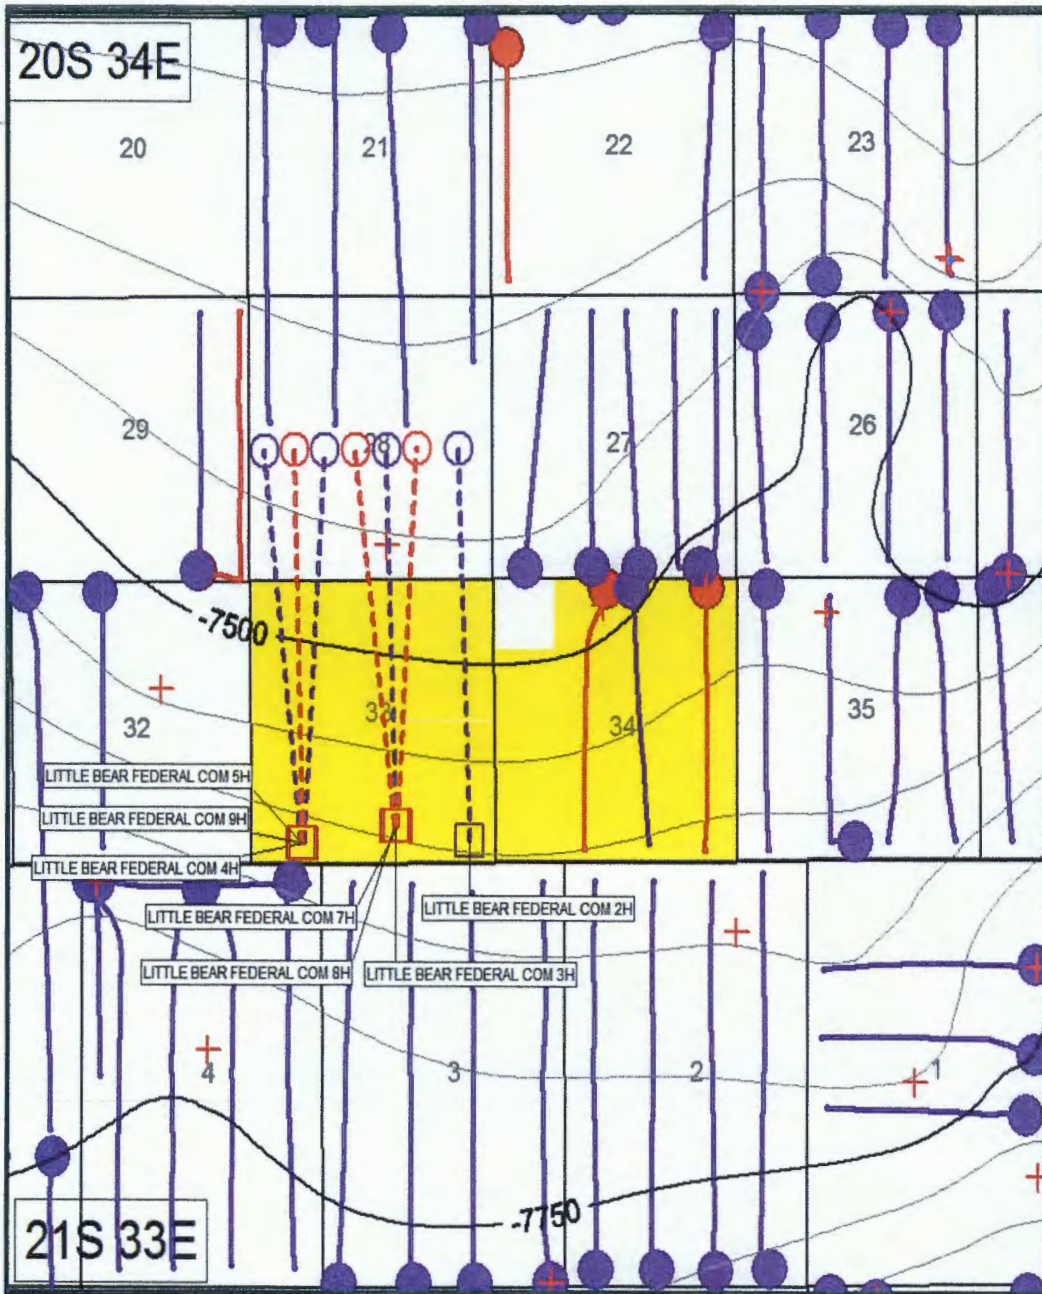 20S 34E
20
21
22
23
29
28
27
26
-7500
32
33
34
35
LITTLE BEAR FEDERAL COM 5H
LITTLE BEAR FEDERAL COM 9H
LITTLE BEAR FEDERAL COM 4H
LITTLE BEAR FEDERAL COM 7H
LITTLE BEAR FEDERAL COM 2H
LITTLE BEAR FEDERAL COM 8H
LITTLE BEAR FEDERAL COM 3H
4
3
2
1
-7750
21S 33E